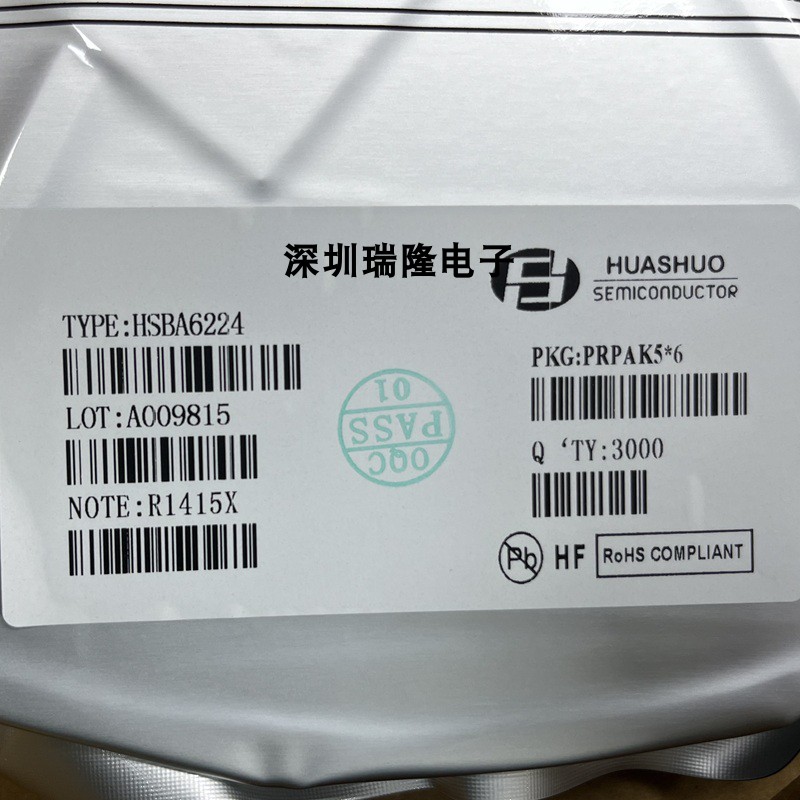 深圳瑞隆电子
HUASHUO
SEMICONDUCTOR
TYPE:HSBA6224
LOT:A009815
NOTE:R1415X
OQC
PASS
01
PKG:PRPAK5*6
Q ‘TY:3000
Pb
HF
RoHS COMPLIANT